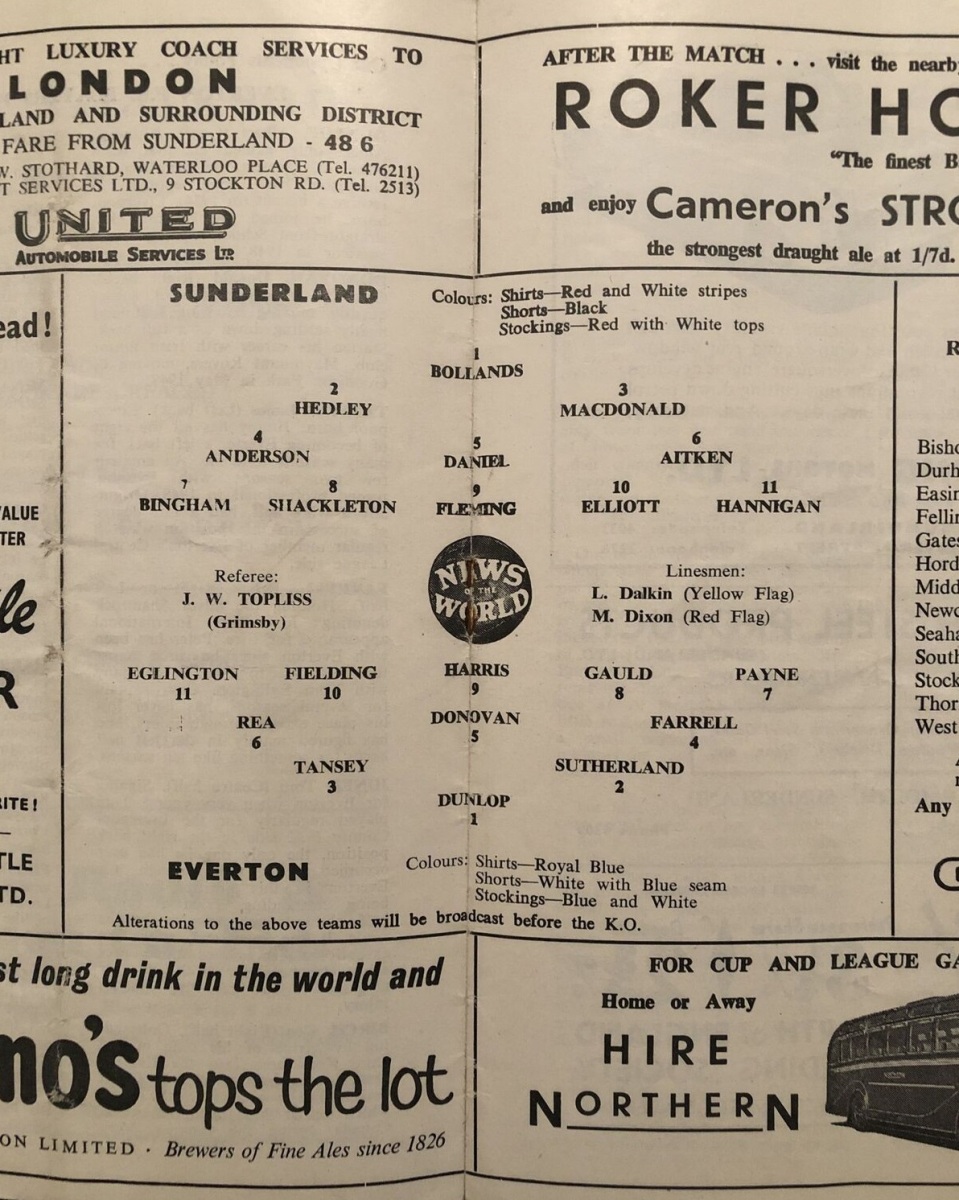 HT LUXURY COACH SERVICES TO
LONDON
LAND AND SURROUNDING DISTRICT
FARE FROM SUNDERLAND - 48 6
W. STOTHARD, WATERLOO PLACE (Tel. 476211)
T SERVICES LTD., 9 STOCKTON RD. (Tel. 2513)
UNITED
AUTOMOBILE SERVICES LTD
AFTER THE MATCH . . . visit the nearby
ROKER HO
"The finest B
and enjoy Cameron's STRO
the strongest draught ale at 1/7d.
ead!
VALUE
TER
le
R
RITE!
TLE
TD.
SUNDERLAND
Colours: Shirts—Red and White stripes
Shorts—Black
Stockings—Red with White tops
1
BOLLANDS
2 3
HEDLEY MACDONALD
4 5 6
ANDERSON DANIEL AITKEN
7 8 9 10 11
BINGHAM SHACKLETON FLEMING ELLIOTT HANNIGAN
Referee:
J. W. TOPLISS
(Grimsby)
NEWS
OF THE
WORLD
Linesmen:
L. Dalkin (Yellow Flag)
M. Dixon (Red Flag)
EGLINGTON FIELDING HARRIS GAULD PAYNE
11 10 9 8 7
REA DONOVAN FARRELL
6 5 4
TANSEY SUTHERLAND
3 2
DUNLOP
1
EVERTON
Colours: Shirts—Royal Blue
Shorts—White with Blue seam
Stockings—Blue and White
Alterations to the above teams will be broadcast before the K.O.
R
Bisho
Durh
Easin
Fellin
Gates
Hord
Midd
Newc
Seaha
South
Stock
Thor
West
Any
st long drink in the world and
mo's tops the lot
ON LIMITED · Brewers of Fine Ales since 1826
FOR CUP AND LEAGUE GA
Home or Away
HIRE
NORTHERN